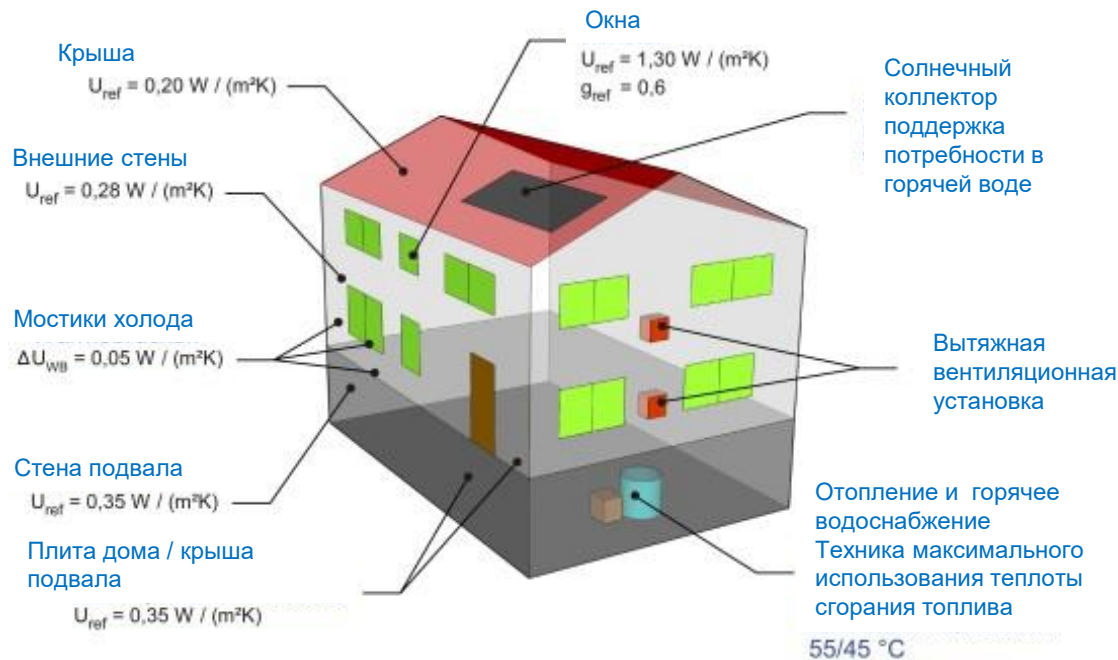 Крыша
U_ref = 0,20 W / (m²K)
Окна
U_ref = 1,30 W / (m²K)
g_ref = 0,6
Солнечный
коллектор
поддержка
потребности в
горячей воде
Внешние стены
U_ref = 0,28 W / (m²K)
Мостики холода
ΔU_WB = 0,05 W / (m²K)
Вытяжная
вентиляционная
установка
Стена подвала
U_ref = 0,35 W / (m²K)
Плита дома / крыша
подвала
U_ref = 0,35 W / (m²K)
Отопление и горячее
водоснабжение
Техника максимального
использования теплоты
сгорания топлива
55/45 °C